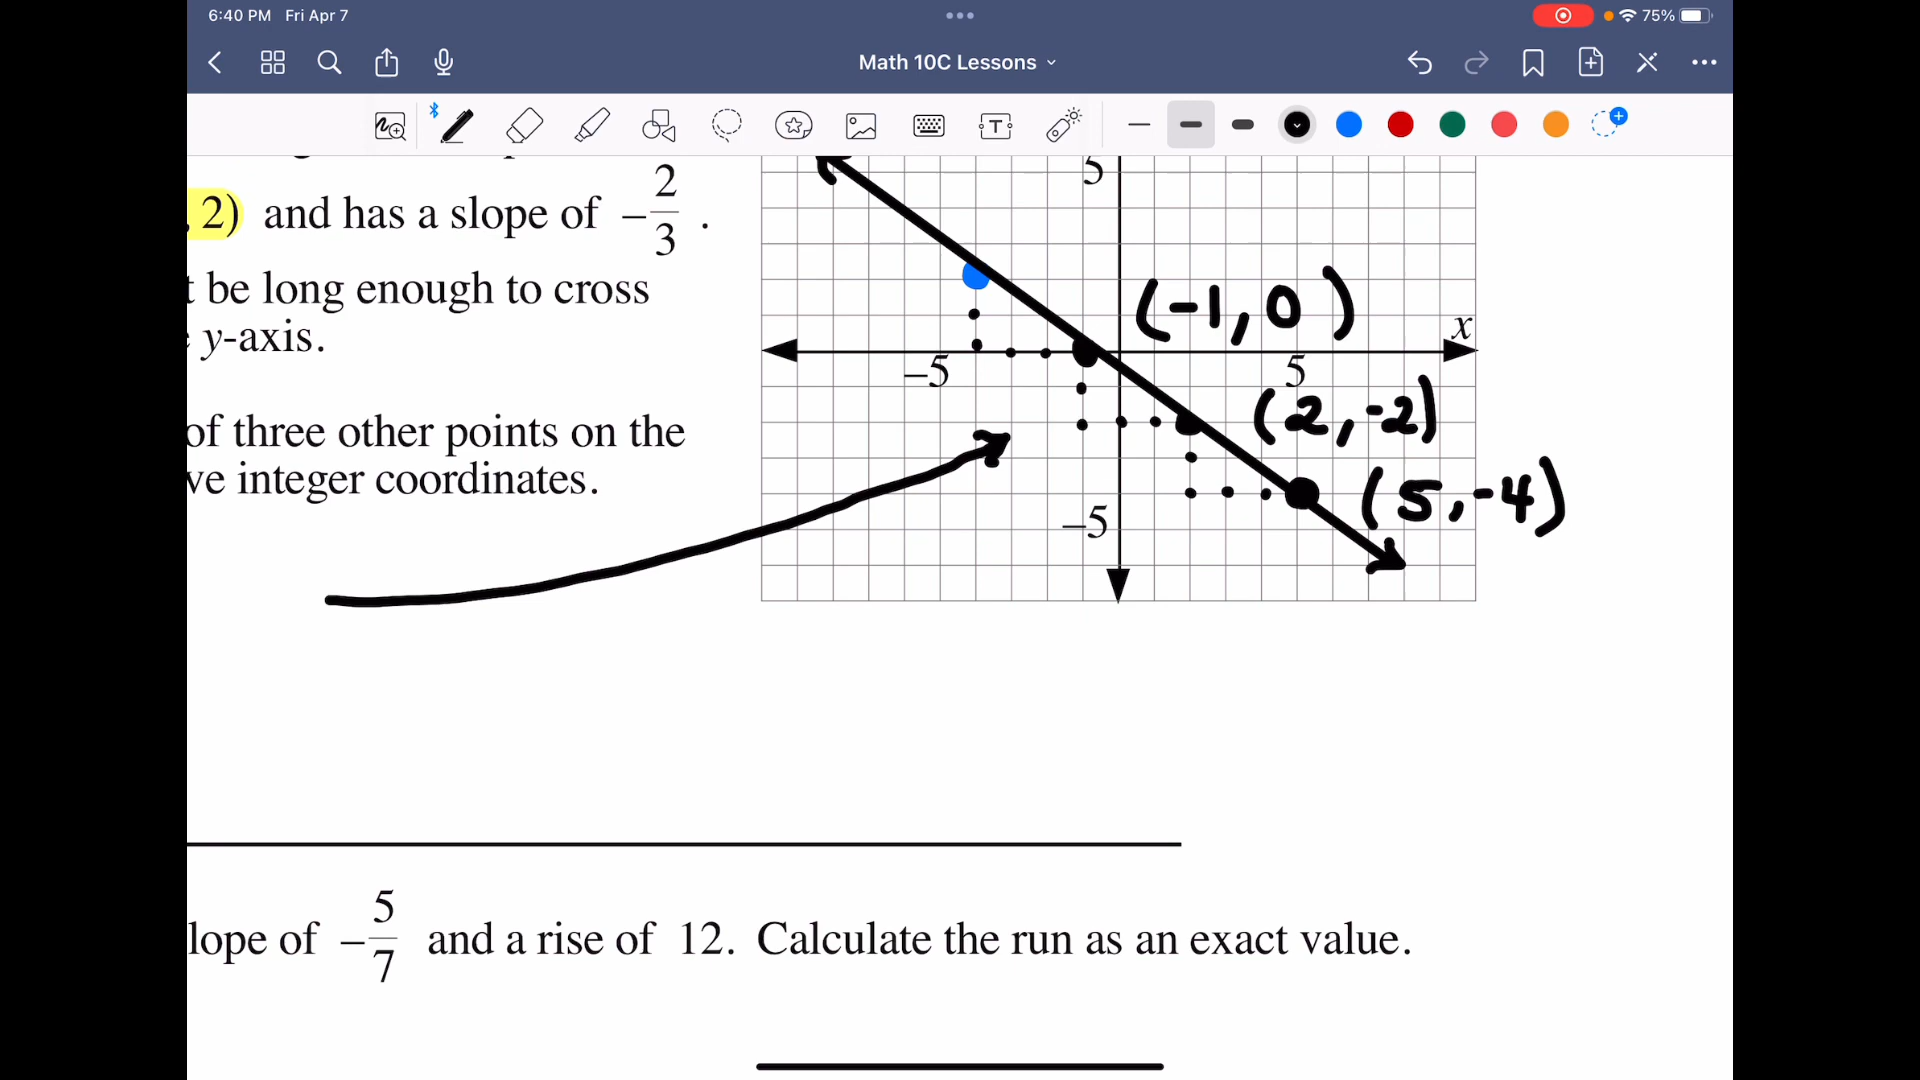 6:40 PM Fri Apr 7
75%
Math 10C Lessons
T
, 2) and has a slope of −2/3 .
t be long enough to cross
y-axis.
of three other points on the
ve integer coordinates.
5
(-1, 0)
x
−5
5
(2, -2)
(5, -4)
−5
lope of −5/7 and a rise of 12. Calculate the run as an exact value.